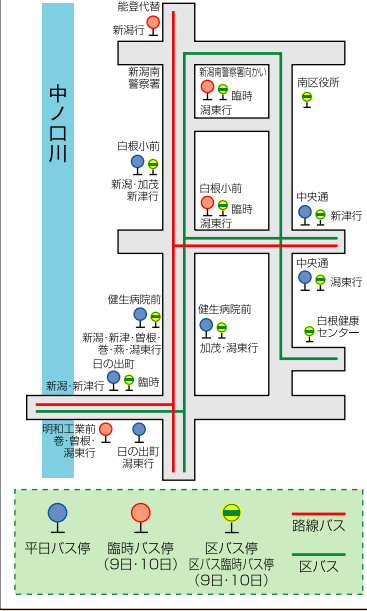 能登代替
新潟行
中ノ口川
新潟南
警察署
新潟南警察署向かい
臨時
潟東行
南区役所
白根小前
新潟・加茂
新津行
白根小前
臨時
潟東行
中央通
新津行
中央通
潟東行
健生病院前
新潟・新津・曽根・
巻・燕・潟東行
健生病院前
加茂・潟東行
白根健康
センター
日の出町
新潟・新津行
臨時
明和工業前
巻・曽根・
潟東行
日の出町
潟東行
平日バス停
臨時バス停
（9日・10日）
区バス停
区バス臨時バス停
（9日・10日）
路線バス
区バス